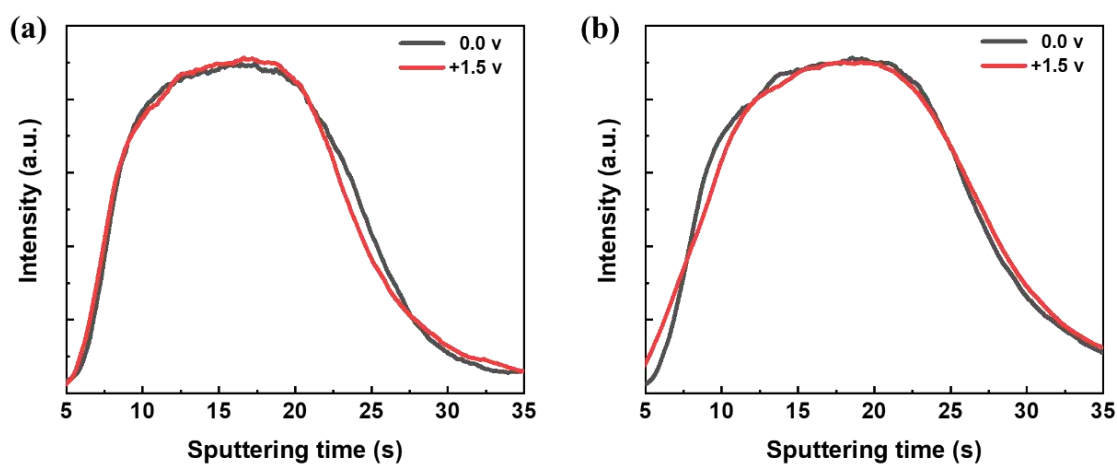 (a)
0.0 v
+1.5 v
Intensity (a.u.)
5 10 15 20 25 30 35
Sputtering time (s)
(b)
0.0 v
+1.5 v
Intensity (a.u.)
5 10 15 20 25 30 35
Sputtering time (s)